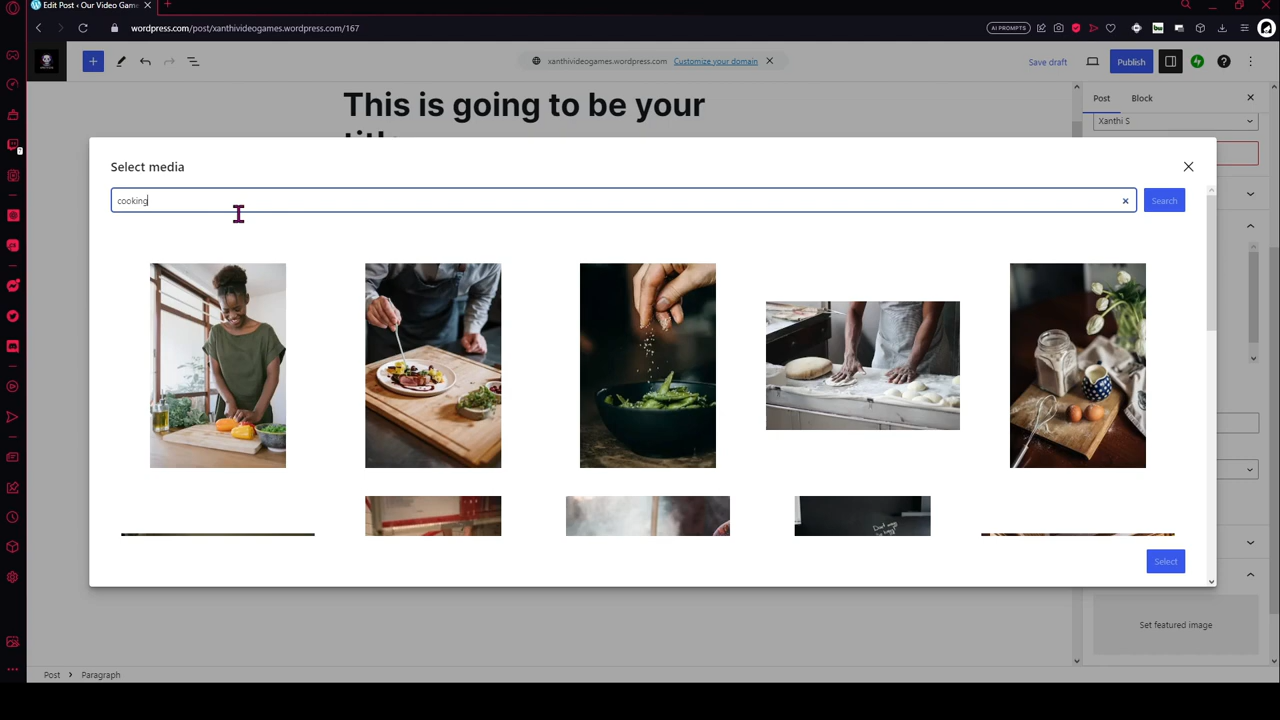 Edit Post ‹ Our Video Gam
wordpress.com/post/xanthivideogames.wordpress.com/167
AI PROMPTS
xanthivideogames.wordpress.com Customize your domain
Save draft
Publish
This is going to be your
title
Post
Block
Xanthi S
7
Select media
cooking
Search
Select
Set featured image
Post
Paragraph